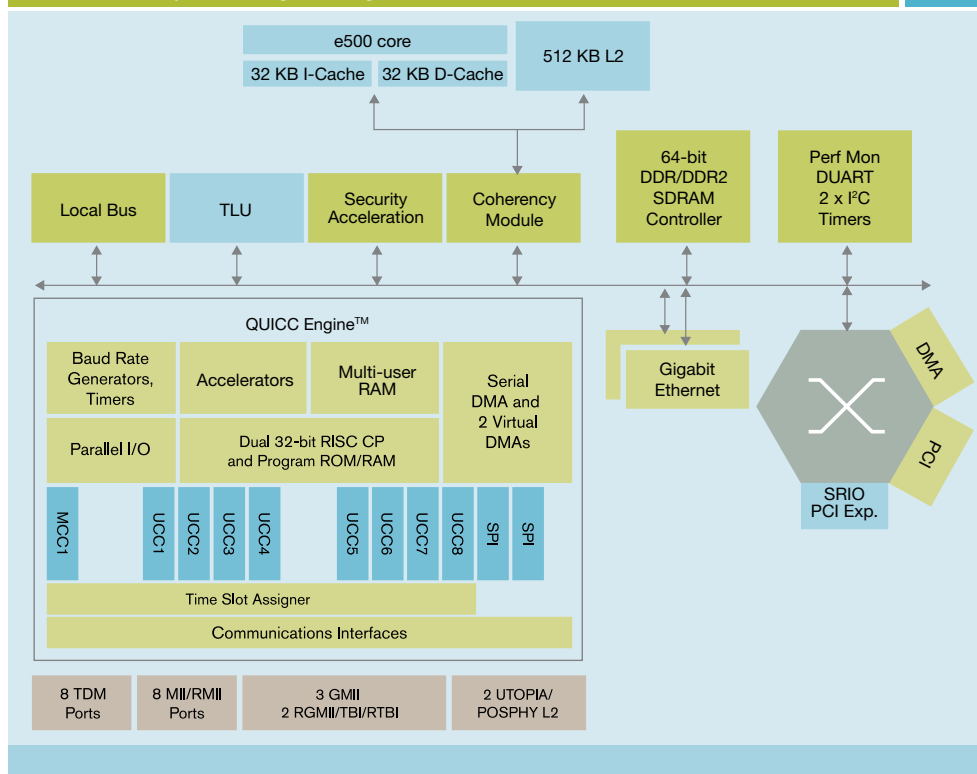 e500 core
32 KB I-Cache
32 KB D-Cache
512 KB L2
Local Bus
TLU
Security
Acceleration
Coherency
Module
64-bit
DDR/DDR2
SDRAM
Controller
Perf Mon
DUART
2 x I²C
Timers
QUICC Engine™
Baud Rate
Generators,
Timers
Accelerators
Multi-user
RAM
Serial
DMA and
2 Virtual
DMAs
Parallel I/O
Dual 32-bit RISC CP
and Program ROM/RAM
MCC1
UCC1
UCC2
UCC3
UCC4
UCC5
UCC6
UCC7
UCC8
SPI
SPI
Time Slot Assigner
Communications Interfaces
Gigabit
Ethernet
DMA
PCI
SRIO
PCI Exp.
8 TDM
Ports
8 MII/RMII
Ports
3 GMII
2 RGMII/TBI/RTBI
2 UTOPIA/
POSPHY L2